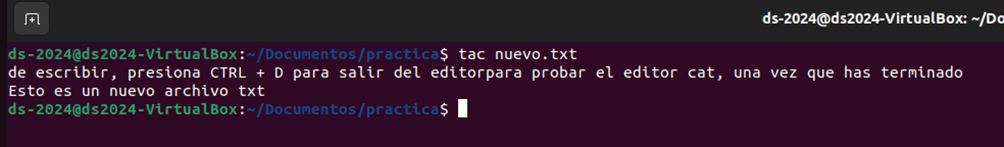 ds-2024@ds2024-VirtualBox: ~/Do
ds-2024@ds2024-VirtualBox:~/Documentos/practica$ tac nuevo.txt
de escribir, presiona CTRL + D para salir del editorpara probar el editor cat, una vez que has terminado
Esto es un nuevo archivo txt
ds-2024@ds2024-VirtualBox:~/Documentos/practica$